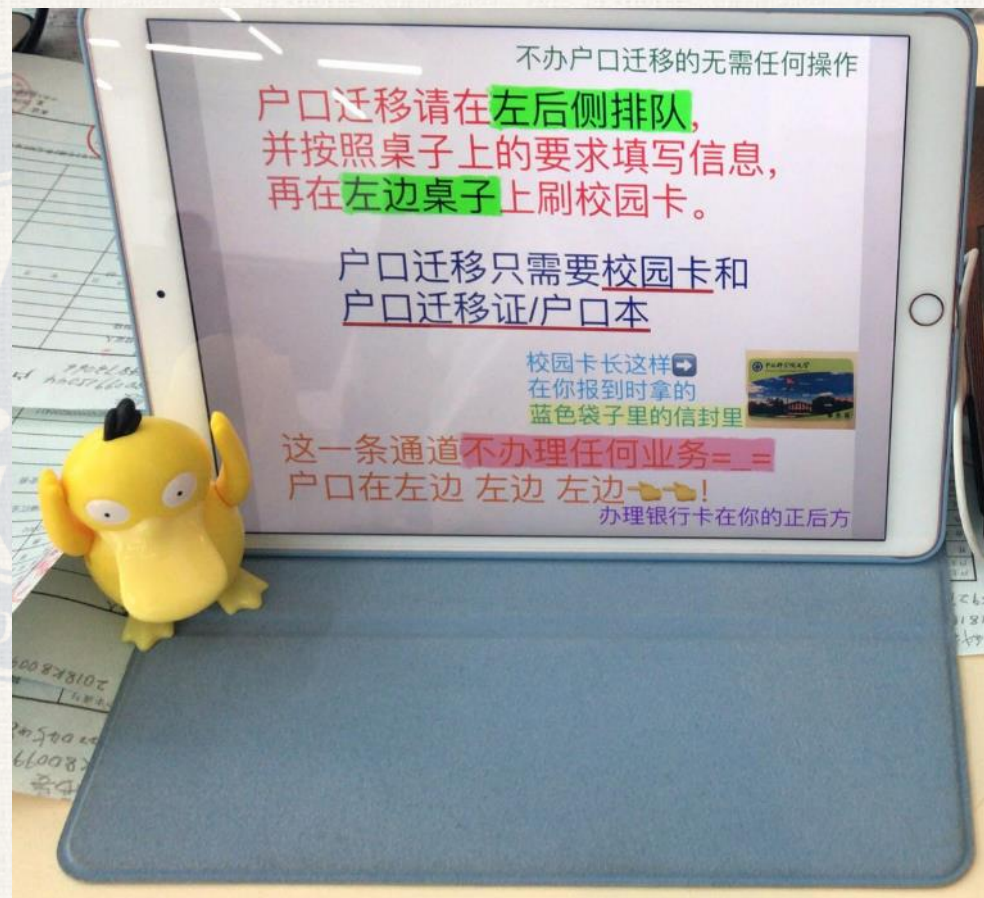 不办户口迁移的无需任何操作
户口迁移请在左后侧排队,
并按照桌子上的要求填写信息,
再在左边桌子上刷校园卡。
户口迁移只需要校园卡和
户口迁移证/户口本
校园卡长这样➡
在你报到时拿的
蓝色袋子里的信封里
这一条通道不办理任何业务=_=
户口在左边 左边 左边👈👈!
办理银行卡在你的正后方